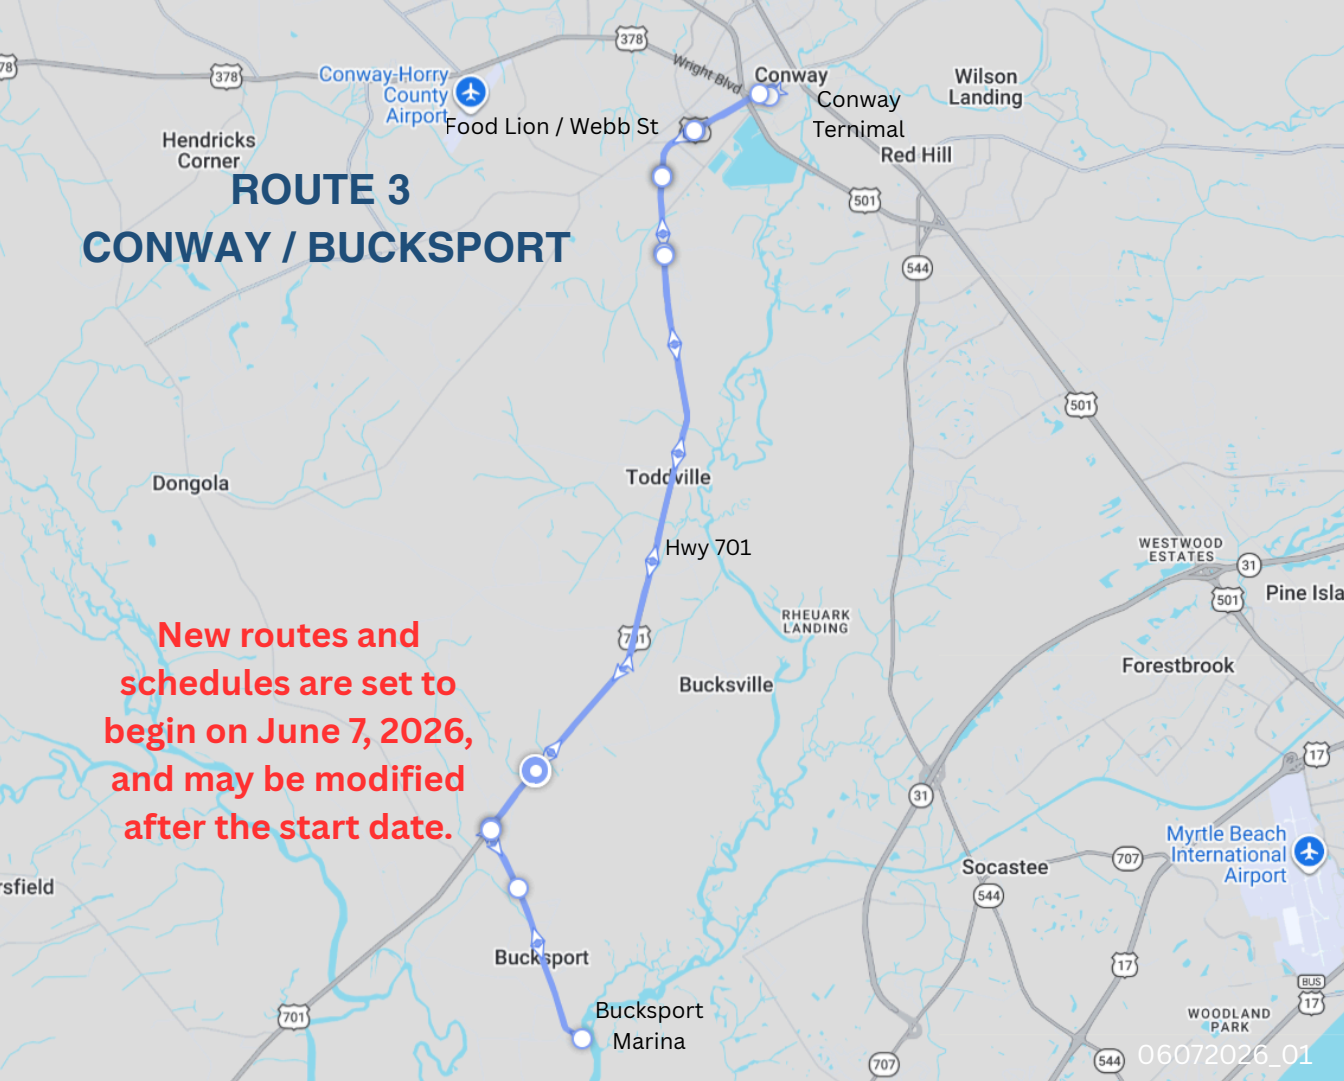 378
78
378
Wright Blvd
Conway-Horry
County
Airport
Conway
Wilson
Landing
Conway
Ternimal
Food Lion / Webb St
Hendricks
Corner
Red Hill
ROUTE 3
501
CONWAY / BUCKSPORT
544
501
Toddville
Dongola
Hwy 701
WESTWOOD
ESTATES
31
501
Pine Isla
RHEUARK
LANDING
701
New routes and
schedules are set to
begin on June 7, 2026,
and may be modified
after the start date.
Forestbrook
Bucksville
17
31
Myrtle Beach
International
Airport
707
Socastee
544
rsfield
Bucksport
17
BUS
17
Bucksport
Marina
701
WOODLAND
PARK
707
544
06072026_01